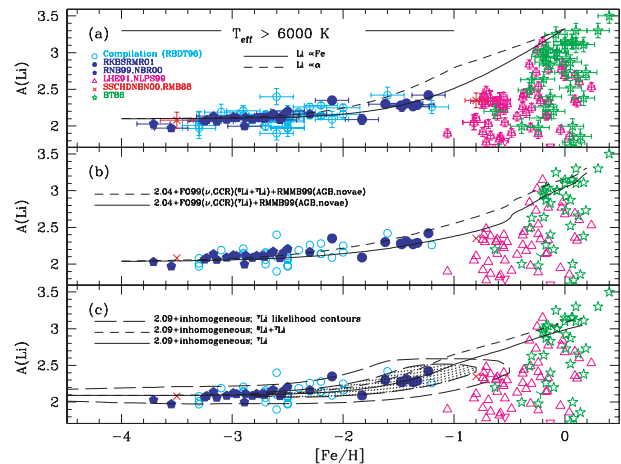 (a)
T_eff > 6000 K
Compilation (RBDT96)
RKBSRMR01
RNB99,NBR00
LHE91,NLPS99
SSCHDNBN00,RMB88
BT86
Li ∝Fe
Li ∝α
3.5
3
2.5
2
A(Li)
(b)
2.04+FO99(ν,GCR)(⁶Li+⁷Li)+RMMB99(AGB,novae)
2.04+FO99(ν,GCR)(⁷Li)+RMMB99(AGB,novae)
3.5
3
2.5
2
A(Li)
(c)
2.09+inhomogeneous; ⁷Li likelihood contours
2.09+inhomogeneous; ⁶Li+⁷Li
2.09+inhomogeneous; ⁷Li
3.5
3
2.5
2
A(Li)
−4 −3 −2 −1 0
[Fe/H]